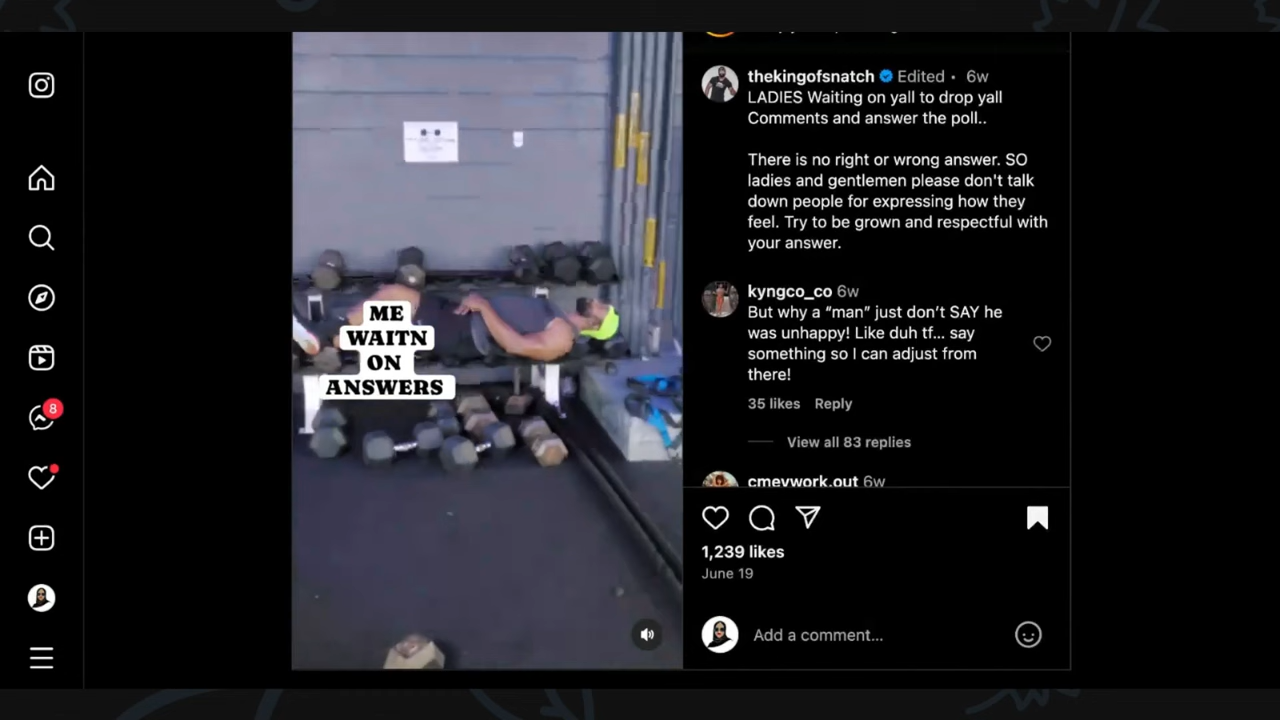 ME
WAITN
ON
ANSWERS
8
thekingofsnatch Edited • 6w
LADIES Waiting on yall to drop yall
Comments and answer the poll..
There is no right or wrong answer. SO
ladies and gentlemen please don't talk
down people for expressing how they
feel. Try to be grown and respectful with
your answer.
kyngco_co 6w
But why a “man” just don’t SAY he
was unhappy! Like duh tf... say
something so I can adjust from
there!
35 likes Reply
View all 83 replies
cmevwork.out 6w
1,239 likes
June 19
Add a comment...